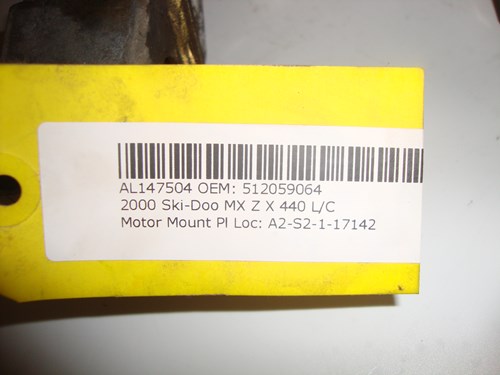 AL147504 OEM: 512059064
2000 Ski-Doo MX Z X 440 L/C
Motor Mount Pl Loc: A2-S2-1-17142